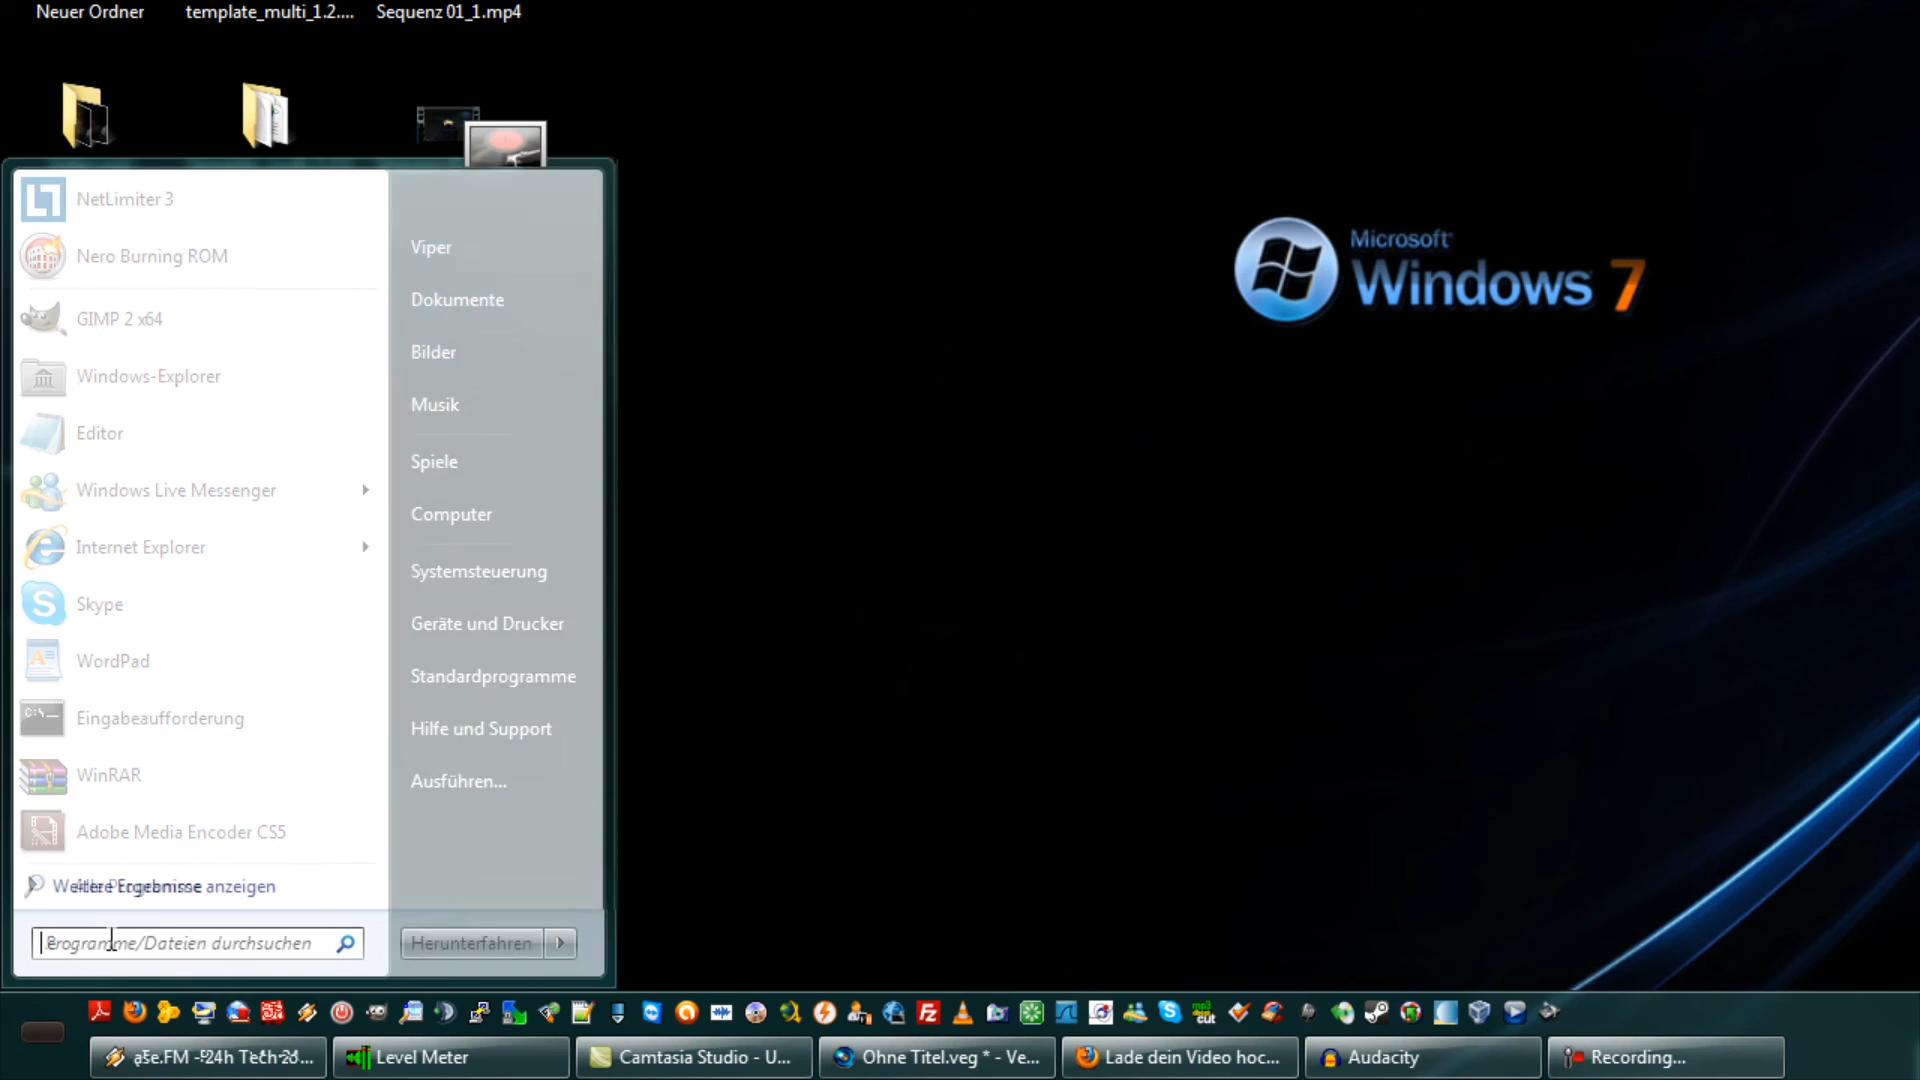 Neuer Ordner
template_multi_1.2....
Sequenz 01_1.mp4
Microsoft
Windows 7
NetLimiter 3
Nero Burning ROM
GIMP 2 x64
Windows-Explorer
Editor
Windows Live Messenger
Internet Explorer
Skype
WordPad
Eingabeaufforderung
WinRAR
Adobe Media Encoder CS5
Weitere Ergebnisse anzeigen
Programme/Dateien durchsuchen
Viper
Dokumente
Bilder
Musik
Spiele
Computer
Systemsteuerung
Geräte und Drucker
Standardprogramme
Hilfe und Support
Ausführen...
Herunterfahren
Level Meter
Camtasia Studio - U...
Ohne Titel.veg * - Ve...
Lade dein Video hoc...
Audacity
Recording...